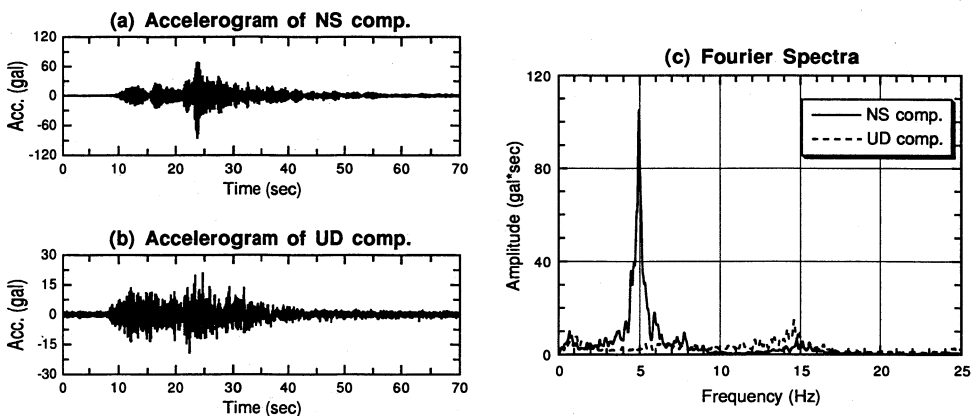 (a) Accelerogram of NS comp.
120
60
0
-60
-120
Acc. (gal)
0 10 20 30 40 50 60 70
Time (sec)
(b) Accelerogram of UD comp.
30
15
0
-15
-30
Acc. (gal)
0 10 20 30 40 50 60 70
Time (sec)
(c) Fourier Spectra
120
80
40
0
Amplitude (gal*sec)
NS comp.
UD comp.
0 5 10 15 20 25
Frequency (Hz)